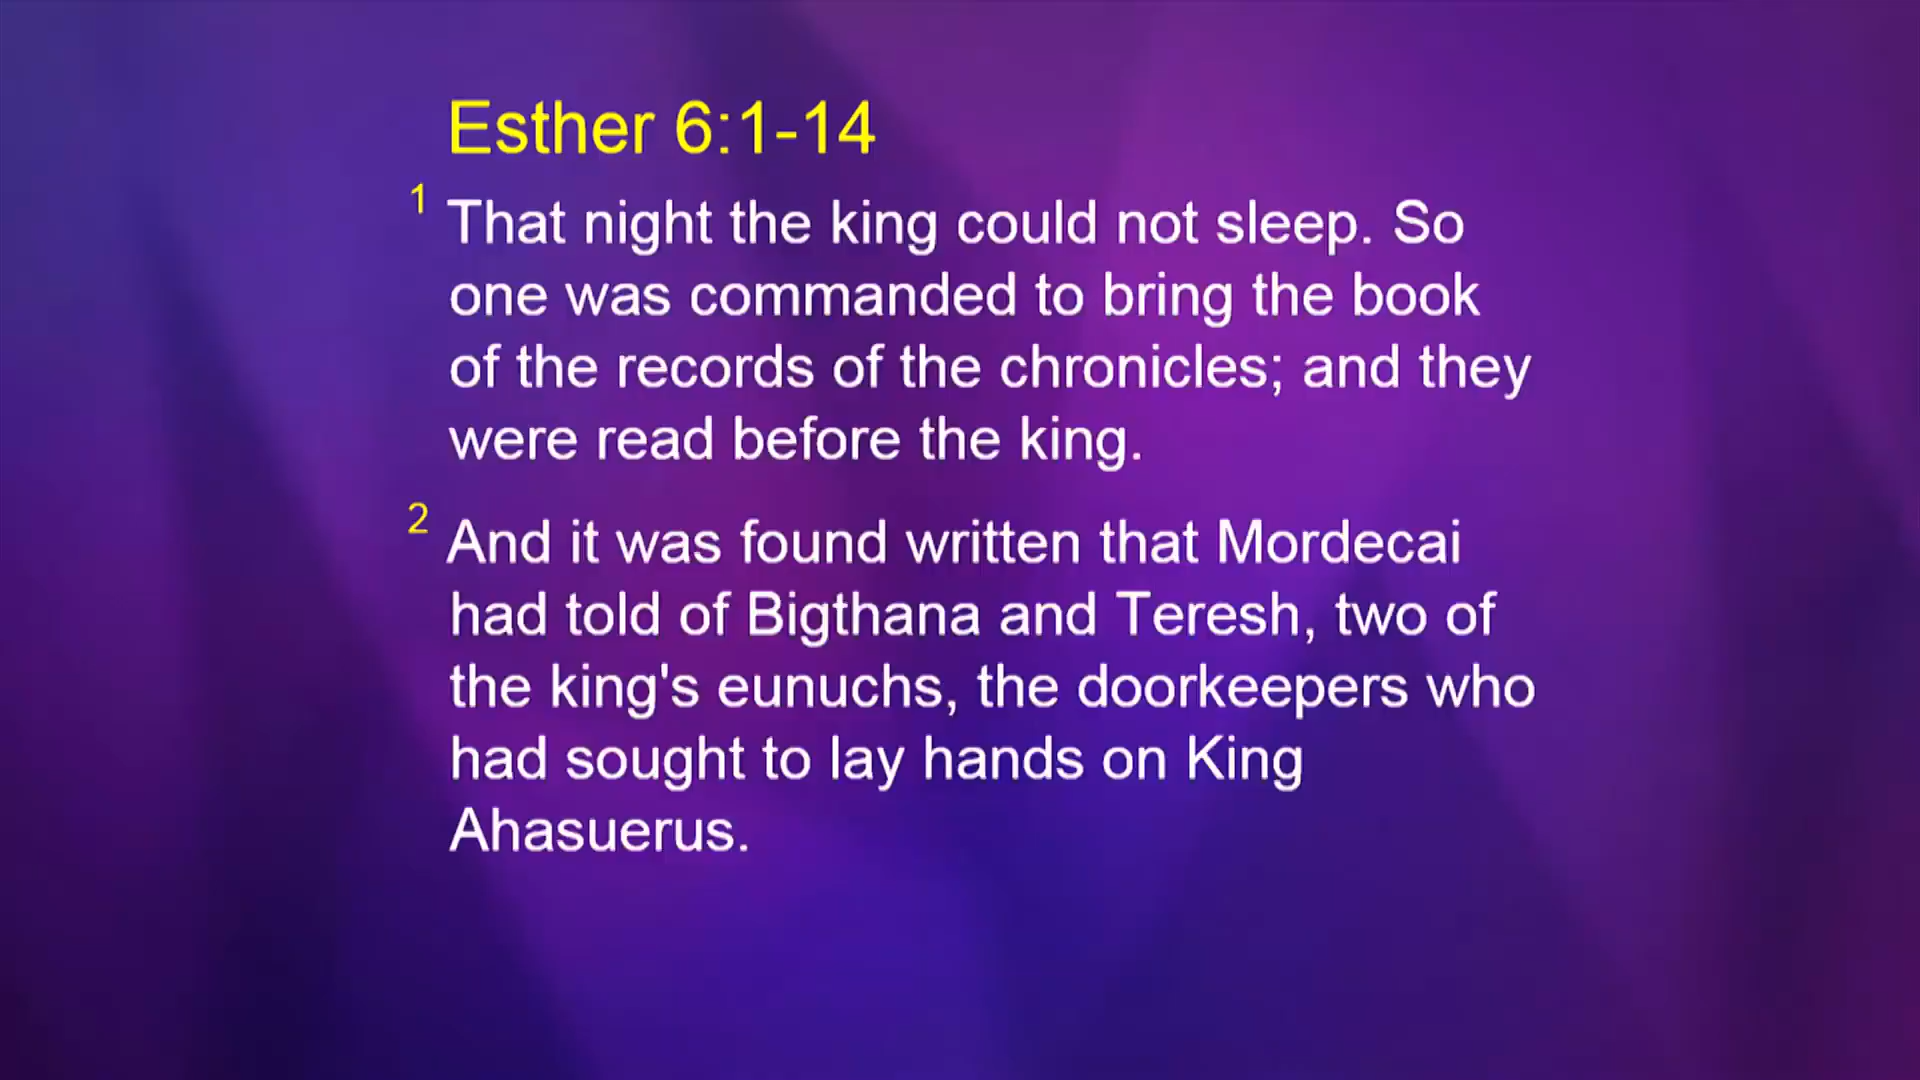 Esther 6:1-14
1 That night the king could not sleep. So
one was commanded to bring the book
of the records of the chronicles; and they
were read before the king.
2 And it was found written that Mordecai
had told of Bigthana and Teresh, two of
the king's eunuchs, the doorkeepers who
had sought to lay hands on King
Ahasuerus.